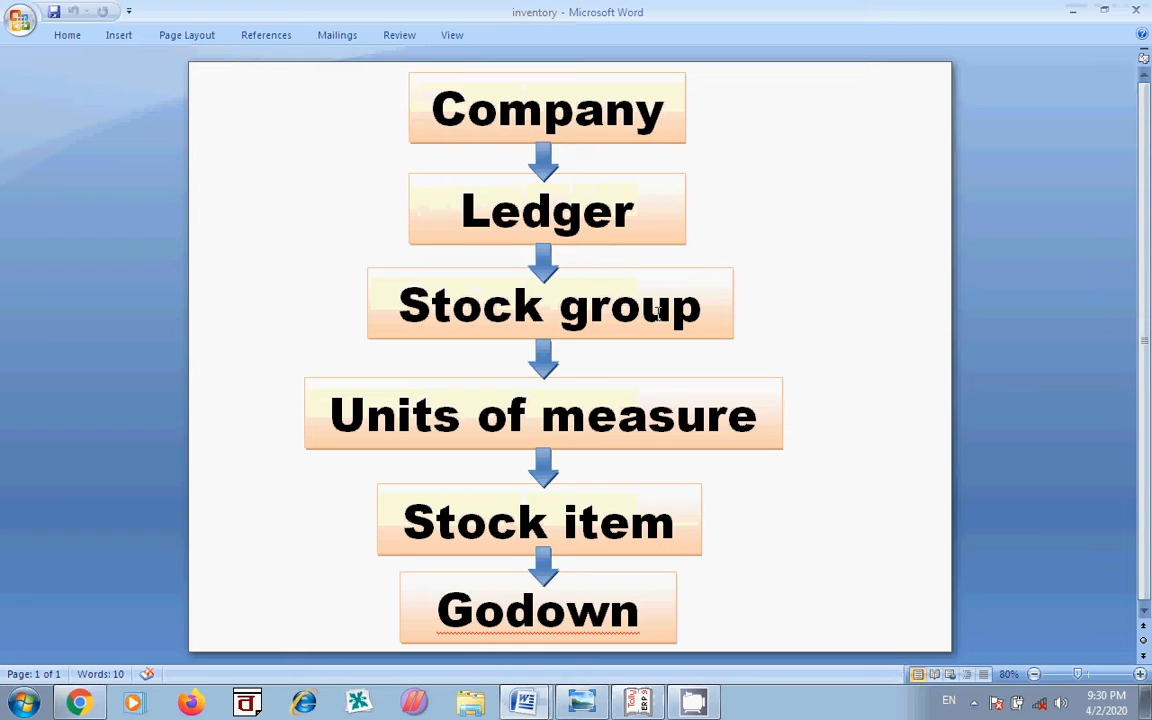 inventory - Microsoft Word
Home Insert Page Layout References Mailings Review View
Company
Ledger
Stock group
Units of measure
Stock item
Godown
Page: 1 of 1 Words: 10 80%
EN 9:30 PM
4/2/2020